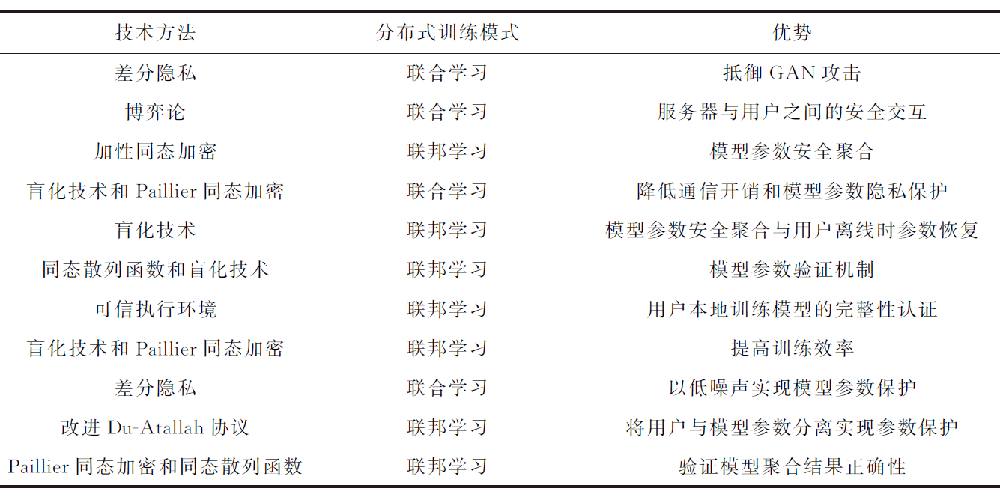 技术方法 分布式训练模式 优势
差分隐私 联合学习 抵御 GAN 攻击
博弈论 联合学习 服务器与用户之间的安全交互
加性同态加密 联邦学习 模型参数安全聚合
盲化技术和 Paillier 同态加密 联合学习 降低通信开销和模型参数隐私保护
盲化技术 联邦学习 模型参数安全聚合与用户离线时参数恢复
同态散列函数和盲化技术 联邦学习 模型参数验证机制
可信执行环境 联邦学习 用户本地训练模型的完整性认证
盲化技术和 Paillier 同态加密 联邦学习 提高训练效率
差分隐私 联合学习 以低噪声实现模型参数保护
改进 Du-Atallah 协议 联邦学习 将用户与模型参数分离实现参数保护
Paillier 同态加密和同态散列函数 联邦学习 验证模型聚合结果正确性